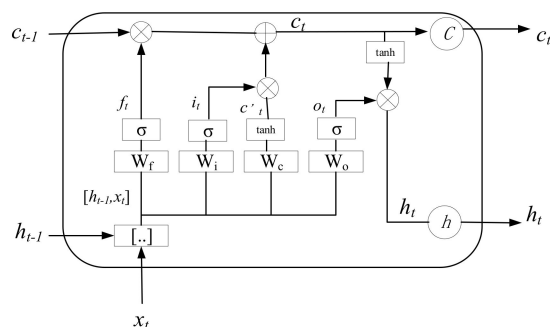 c_{t-1} c_t C c_t
tanh
f_t i_t c'_t o_t
σ σ tanh σ
W_f W_i W_c W_o
[h_{t-1},x_t]
h_{t-1} [..] h_t h h_t
x_t